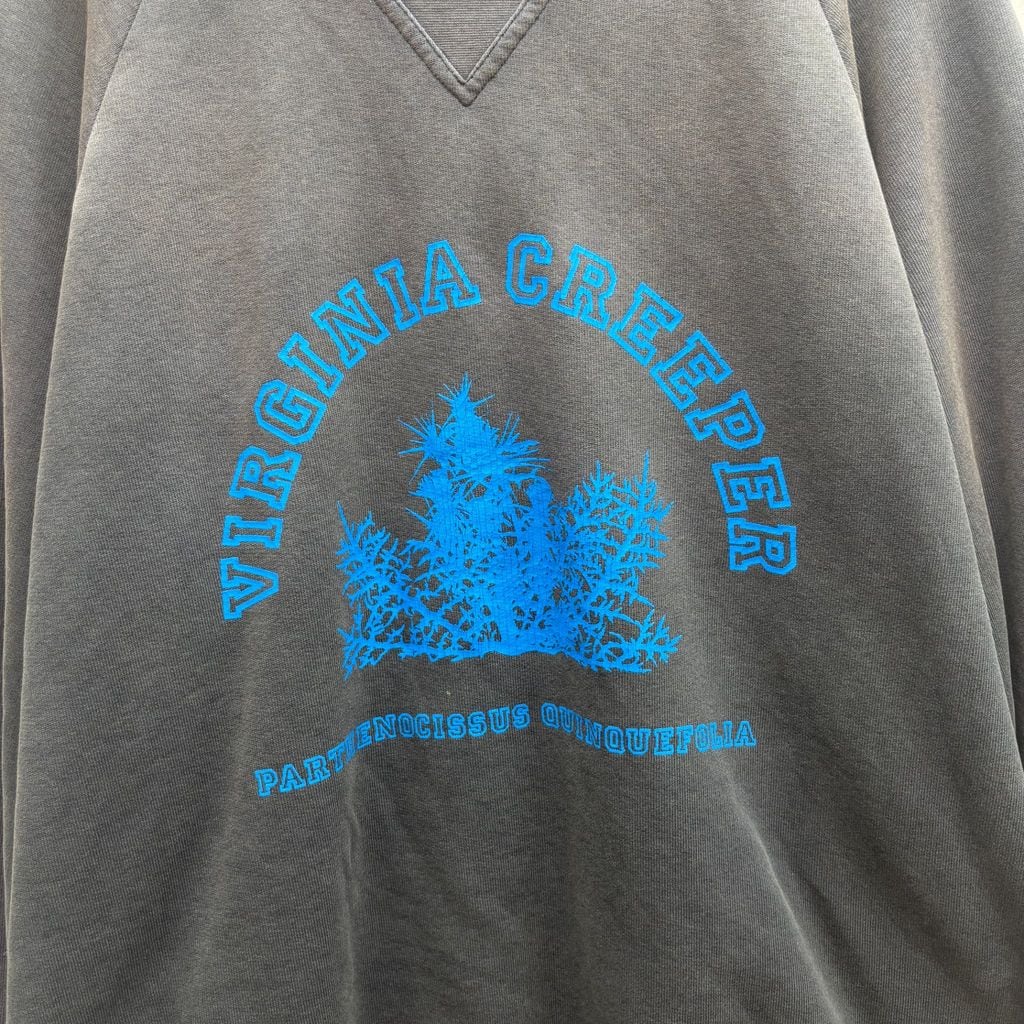 VIRGINIA CREEPER
PARTHENOCISSUS QUINQUEFOLIA